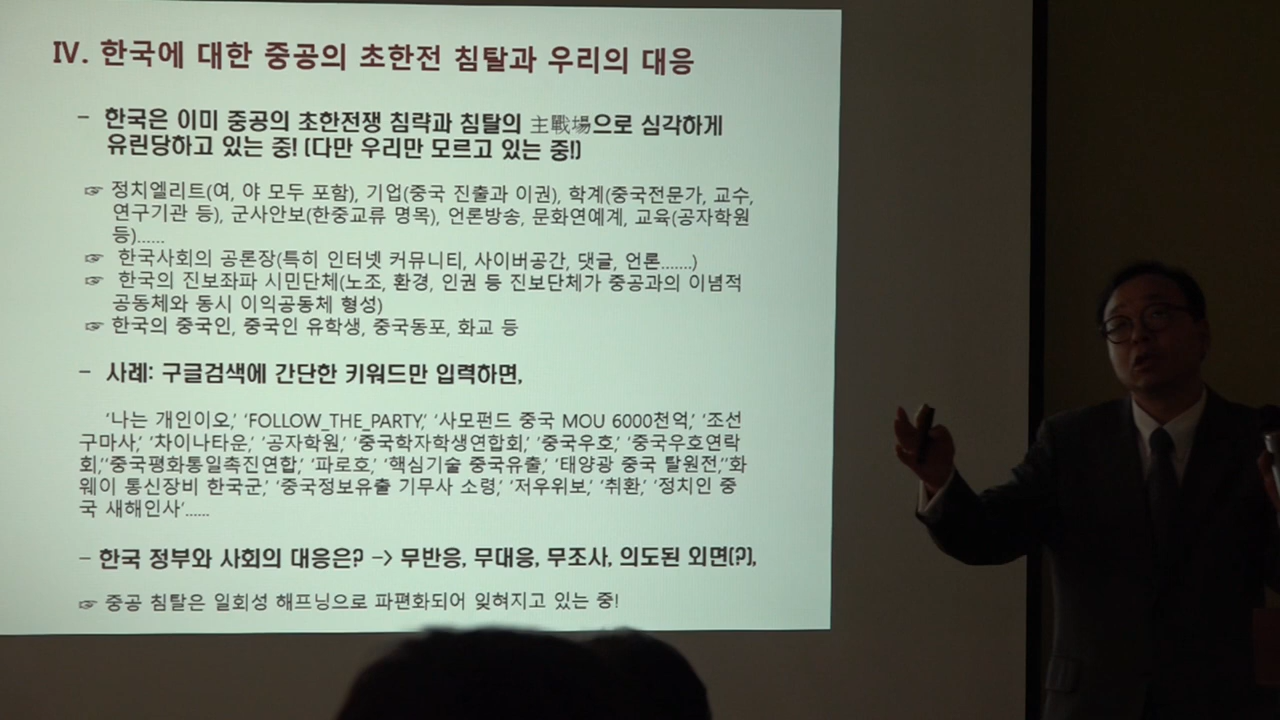 Ⅳ. 한국에 대한 중공의 초한전 침탈과 우리의 대응
- 한국은 이미 중공의 초한전쟁 침략과 침탈의 主戰場으로 심각하게
유린당하고 있는 중! (다만 우리만 모르고 있는 중!)
☞ 정치엘리트(여, 야 모두 포함), 기업(중국 진출과 이권), 학계(중국전문가, 교수,
연구기관 등), 군사안보(한중교류 명목), 언론방송, 문화연예계, 교육(공자학원
등)......
☞ 한국사회의 공론장(특히 인터넷 커뮤니티, 사이버공간, 댓글, 언론.......)
☞ 한국의 진보좌파 시민단체(노조, 환경, 인권 등 진보단체가 중공과의 이념적
공동체와 동시 이익공동체 형성)
☞ 한국의 중국인, 중국인 유학생, 중국동포, 화교 등
- 사례: 구글검색에 간단한 키워드만 입력하면,
‘나는 개인이오,’ ‘FOLLOW_THE_PARTY,’ ‘사모펀드 중국 MOU 6000천억,’ ‘조선
구마사,’ ‘차이나타운,’ ‘공자학원,’ ‘중국학자학생연합회,’ ‘중국우호,’ ‘중국우호연락
회,’‘중국평화통일촉진연합,’ ‘파로호,’ ‘핵심기술 중국유출,’ ‘태양광 중국 탈원전,’‘화
웨이 통신장비 한국군,’ ‘중국정보유출 기무사 소령,’ ‘저우위보,’ ‘취환,’ ‘정치인 중
국 새해인사’......
- 한국 정부와 사회의 대응은? -> 무반응, 무대응, 무조사, 의도된 외면(?),
☞ 중공 침탈은 일회성 해프닝으로 파편화되어 잊혀지고 있는 중!